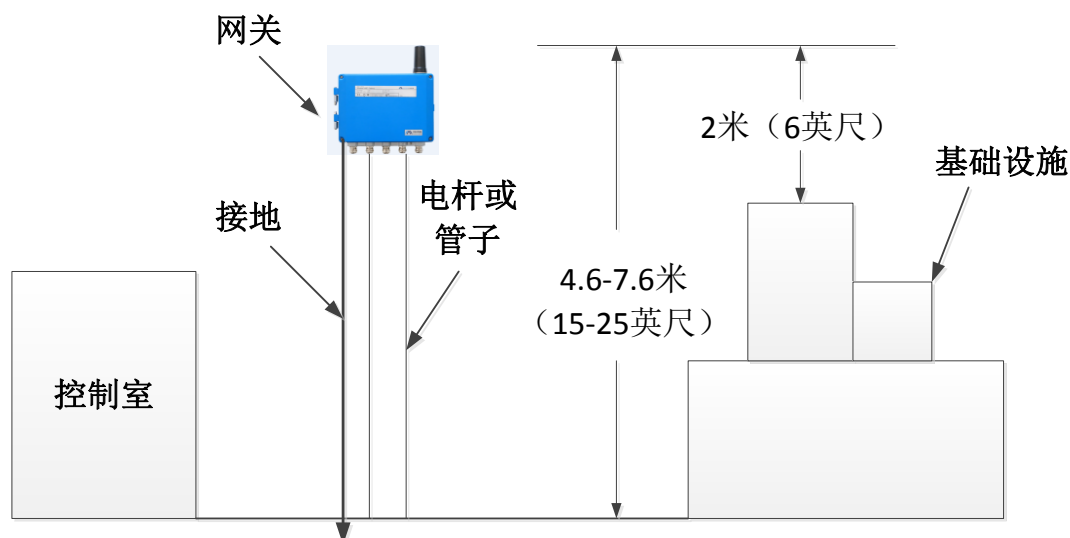 网关
2米（6英尺）
基础设施
接地
电杆或
管子
4.6-7.6米
（15-25英尺）
控制室